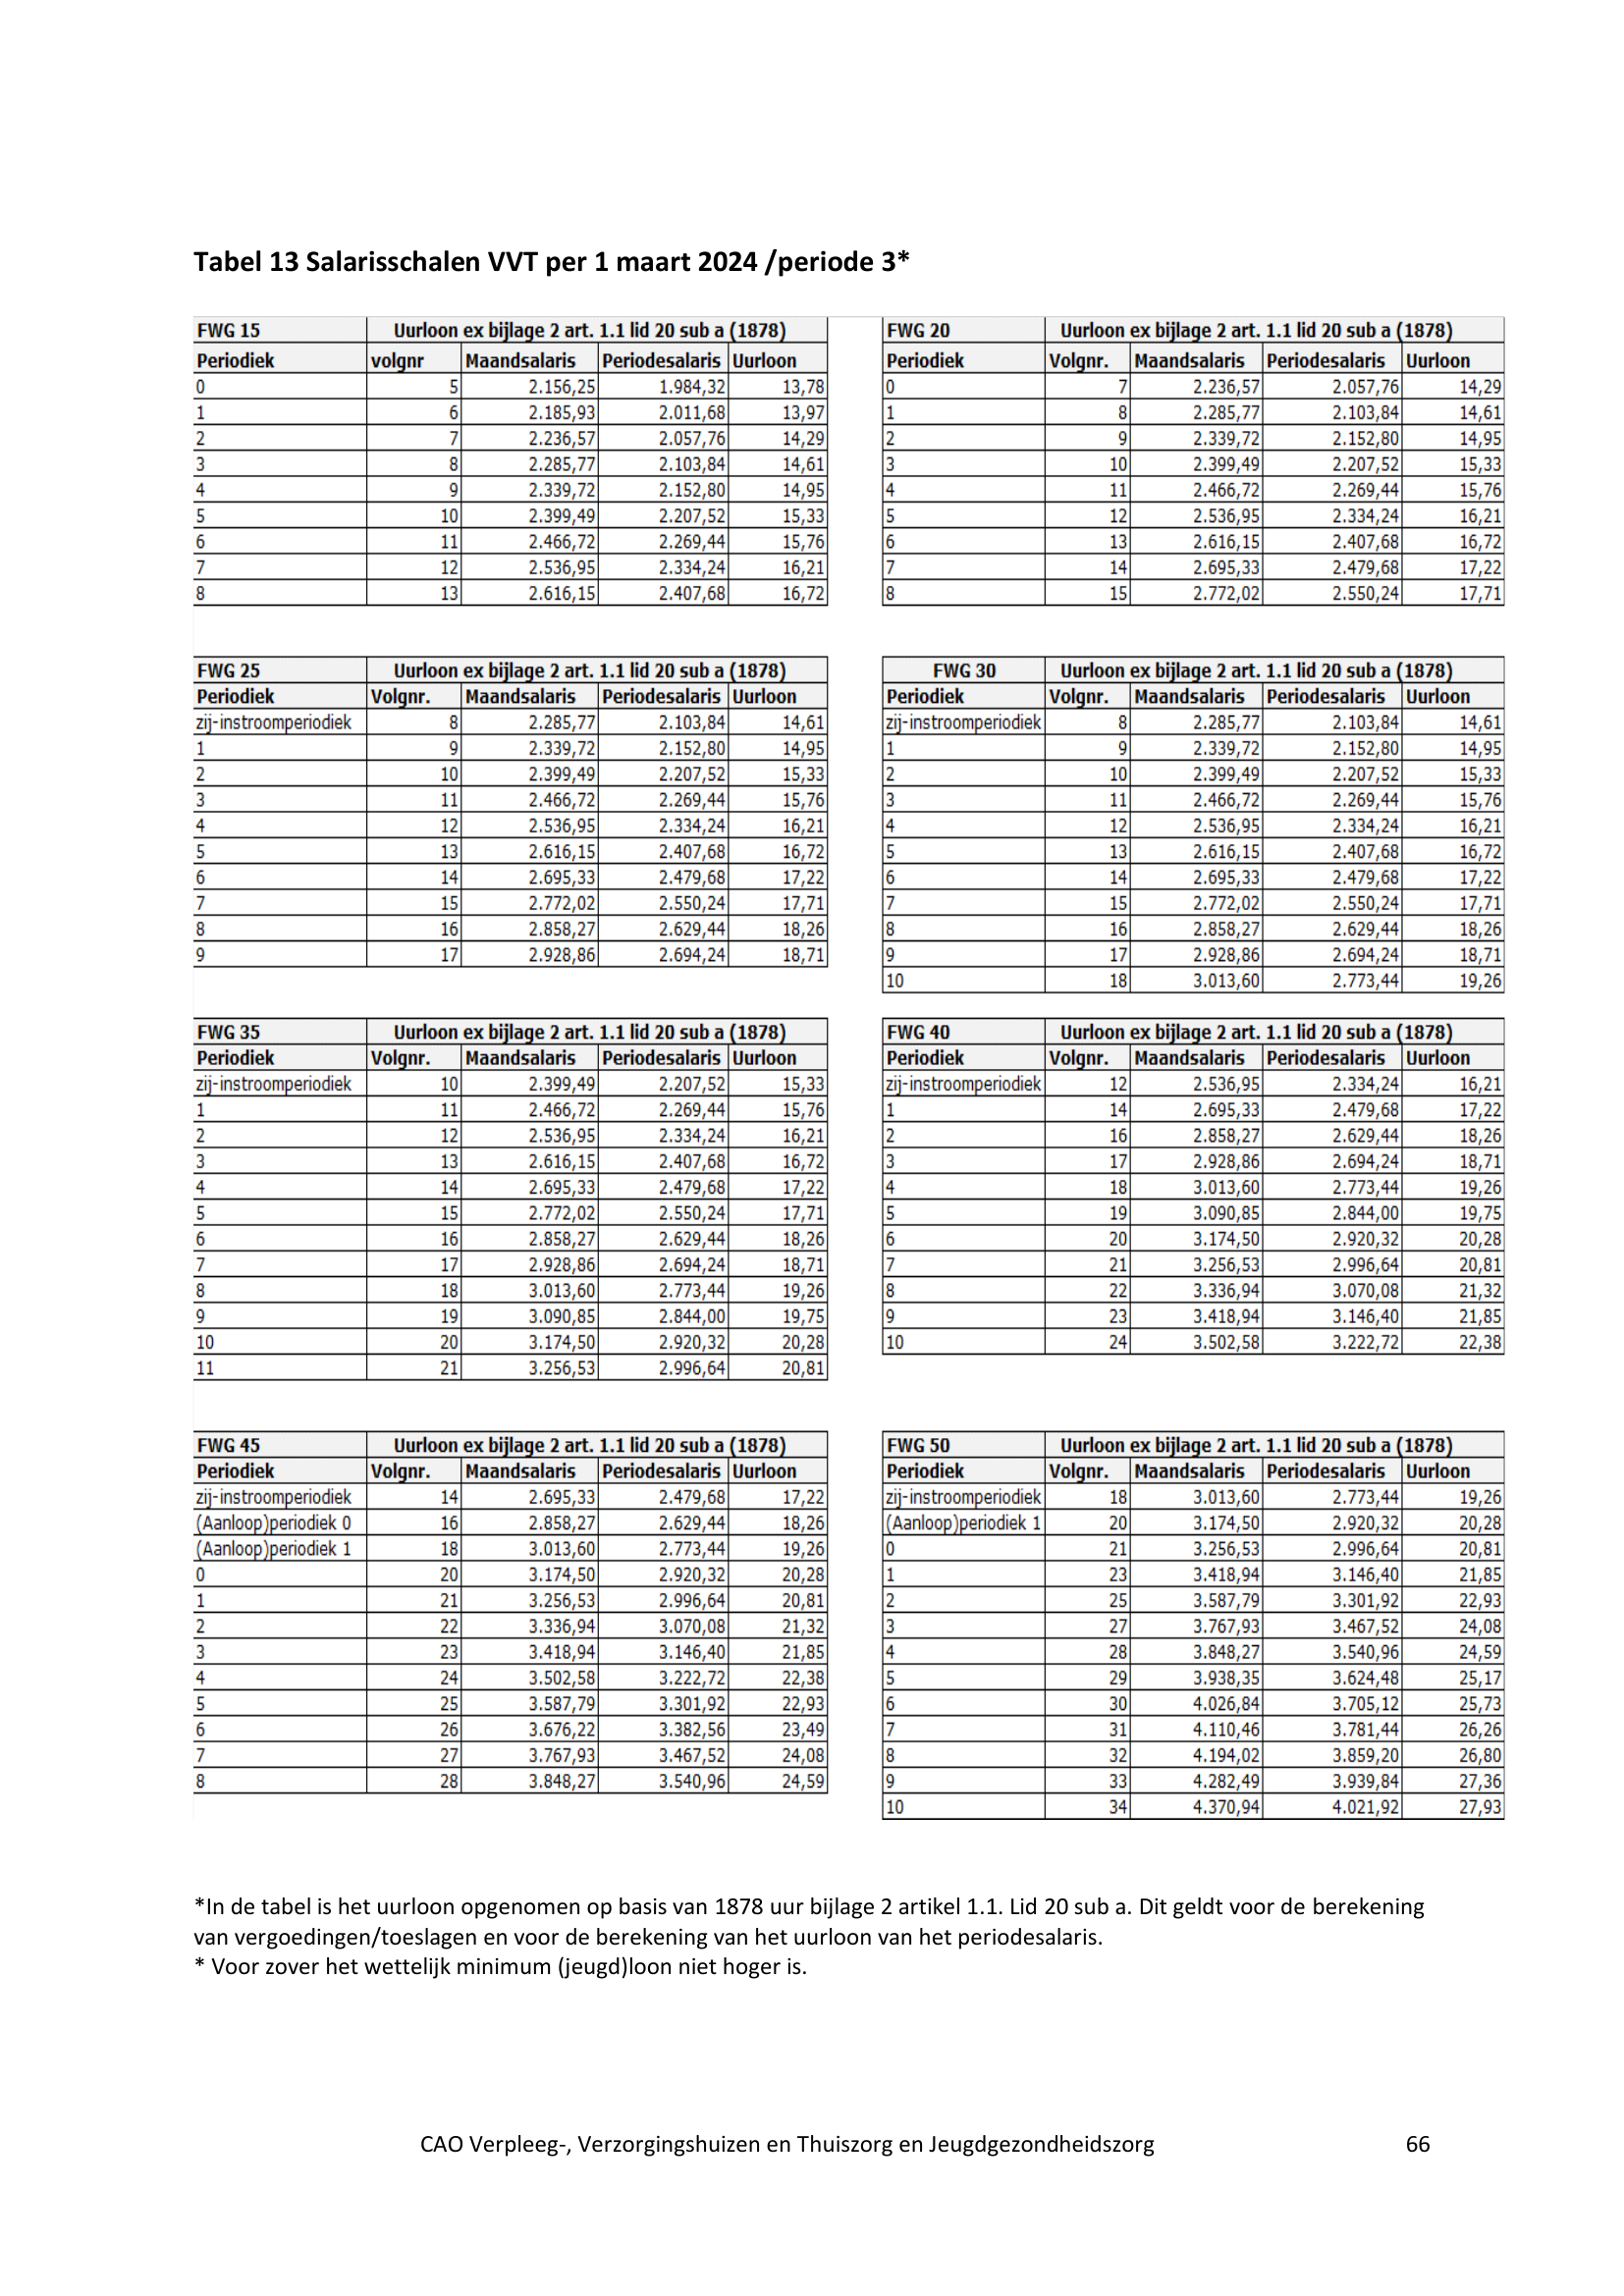 Tabel 13 Salarisschalen VVT per 1 maart 2024 /periode 3*
FWG 15 Uurloon ex bijlage 2 art. 1.1 lid 20 sub a (1878)
Periodiek volgnr Maandsalaris Periodesalaris Uurloon
0 5 2.156,25 1.984,32 13,78
1 6 2.185,93 2.011,68 13,97
2 7 2.236,57 2.057,76 14,29
3 8 2.285,77 2.103,84 14,61
4 9 2.339,72 2.152,80 14,95
5 10 2.399,49 2.207,52 15,33
6 11 2.466,72 2.269,44 15,76
7 12 2.536,95 2.334,24 16,21
8 13 2.616,15 2.407,68 16,72
FWG 20 Uurloon ex bijlage 2 art. 1.1 lid 20 sub a (1878)
Periodiek Volgnr. Maandsalaris Periodesalaris Uurloon
0 7 2.236,57 2.057,76 14,29
1 8 2.285,77 2.103,84 14,61
2 9 2.339,72 2.152,80 14,95
3 10 2.399,49 2.207,52 15,33
4 11 2.466,72 2.269,44 15,76
5 12 2.536,95 2.334,24 16,21
6 13 2.616,15 2.407,68 16,72
7 14 2.695,33 2.479,68 17,22
8 15 2.772,02 2.550,24 17,71
FWG 25 Uurloon ex bijlage 2 art. 1.1 lid 20 sub a (1878)
Periodiek Volgnr. Maandsalaris Periodesalaris Uurloon
zij-instroomperiodiek 8 2.285,77 2.103,84 14,61
1 9 2.339,72 2.152,80 14,95
2 10 2.399,49 2.207,52 15,33
3 11 2.466,72 2.269,44 15,76
4 12 2.536,95 2.334,24 16,21
5 13 2.616,15 2.407,68 16,72
6 14 2.695,33 2.479,68 17,22
7 15 2.772,02 2.550,24 17,71
8 16 2.858,27 2.629,44 18,26
9 17 2.928,86 2.694,24 18,71
FWG 30 Uurloon ex bijlage 2 art. 1.1 lid 20 sub a (1878)
Periodiek Volgnr. Maandsalaris Periodesalaris Uurloon
zij-instroomperiodiek 8 2.285,77 2.103,84 14,61
1 9 2.339,72 2.152,80 14,95
2 10 2.399,49 2.207,52 15,33
3 11 2.466,72 2.269,44 15,76
4 12 2.536,95 2.334,24 16,21
5 13 2.616,15 2.407,68 16,72
6 14 2.695,33 2.479,68 17,22
7 15 2.772,02 2.550,24 17,71
8 16 2.858,27 2.629,44 18,26
9 17 2.928,86 2.694,24 18,71
10 18 3.013,60 2.773,44 19,26
FWG 35 Uurloon ex bijlage 2 art. 1.1 lid 20 sub a (1878)
Periodiek Volgnr. Maandsalaris Periodesalaris Uurloon
zij-instroomperiodiek 10 2.399,49 2.207,52 15,33
1 11 2.466,72 2.269,44 15,76
2 12 2.536,95 2.334,24 16,21
3 13 2.616,15 2.407,68 16,72
4 14 2.695,33 2.479,68 17,22
5 15 2.772,02 2.550,24 17,71
6 16 2.858,27 2.629,44 18,26
7 17 2.928,86 2.694,24 18,71
8 18 3.013,60 2.773,44 19,26
9 19 3.090,85 2.844,00 19,75
10 20 3.174,50 2.920,32 20,28
11 21 3.256,53 2.996,64 20,81
FWG 40 Uurloon ex bijlage 2 art. 1.1 lid 20 sub a (1878)
Periodiek Volgnr. Maandsalaris Periodesalaris Uurloon
zij-instroomperiodiek 12 2.536,95 2.334,24 16,21
1 14 2.695,33 2.479,68 17,22
2 16 2.858,27 2.629,44 18,26
3 17 2.928,86 2.694,24 18,71
4 18 3.013,60 2.773,44 19,26
5 19 3.090,85 2.844,00 19,75
6 20 3.174,50 2.920,32 20,28
7 21 3.256,53 2.996,64 20,81
8 22 3.336,94 3.070,08 21,32
9 23 3.418,94 3.146,40 21,85
10 24 3.502,58 3.222,72 22,38
FWG 45 Uurloon ex bijlage 2 art. 1.1 lid 20 sub a (1878)
Periodiek Volgnr. Maandsalaris Periodesalaris Uurloon
zij-instroomperiodiek 14 2.695,33 2.479,68 17,22
(Aanloop)periodiek 0 16 2.858,27 2.629,44 18,26
(Aanloop)periodiek 1 18 3.013,60 2.773,44 19,26
0 20 3.174,50 2.920,32 20,28
1 21 3.256,53 2.996,64 20,81
2 22 3.336,94 3.070,08 21,32
3 23 3.418,94 3.146,40 21,85
4 24 3.502,58 3.222,72 22,38
5 25 3.587,79 3.301,92 22,93
6 26 3.676,22 3.382,56 23,49
7 27 3.767,93 3.467,52 24,08
8 28 3.848,27 3.540,96 24,59
FWG 50 Uurloon ex bijlage 2 art. 1.1 lid 20 sub a (1878)
Periodiek Volgnr. Maandsalaris Periodesalaris Uurloon
zij-instroomperiodiek 18 3.013,60 2.773,44 19,26
(Aanloop)periodiek 1 20 3.174,50 2.920,32 20,28
0 21 3.256,53 2.996,64 20,81
1 23 3.418,94 3.146,40 21,85
2 25 3.587,79 3.301,92 22,93
3 27 3.767,93 3.467,52 24,08
4 28 3.848,27 3.540,96 24,59
5 29 3.938,35 3.624,48 25,17
6 30 4.026,84 3.705,12 25,73
7 31 4.110,46 3.781,44 26,26
8 32 4.194,02 3.859,20 26,80
9 33 4.282,49 3.939,84 27,36
10 34 4.370,94 4.021,92 27,93
*In de tabel is het uurloon opgenomen op basis van 1878 uur bijlage 2 artikel 1.1. Lid 20 sub a. Dit geldt voor de berekening
van vergoedingen/toeslagen en voor de berekening van het uurloon van het periodesalaris.
* Voor zover het wettelijk minimum (jeugd)loon niet hoger is.
CAO Verpleeg-, Verzorgingshuizen en Thuiszorg en Jeugdgezondheidszorg 66